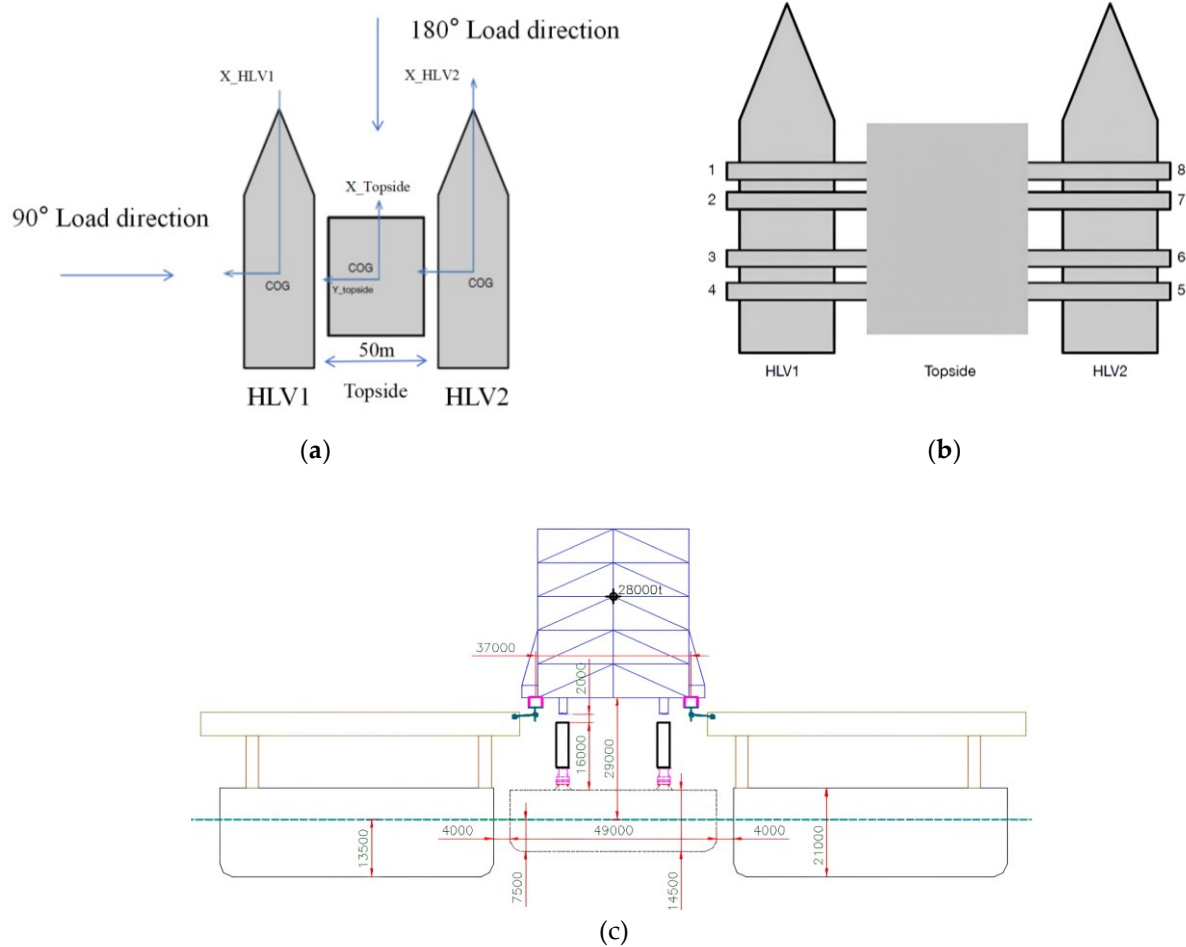 180° Load direction
X_HLV1
X_HLV2
X_Topside
90° Load direction
COG
COG
Y_topside
COG
50m
HLV1
Topside
HLV2
(a)
1
8
2
7
3
6
4
5
HLV1
Topside
HLV2
(b)
28000t
37000
2000
16000
29000
4000
49000
4000
13500
7500
14500
21000
(c)